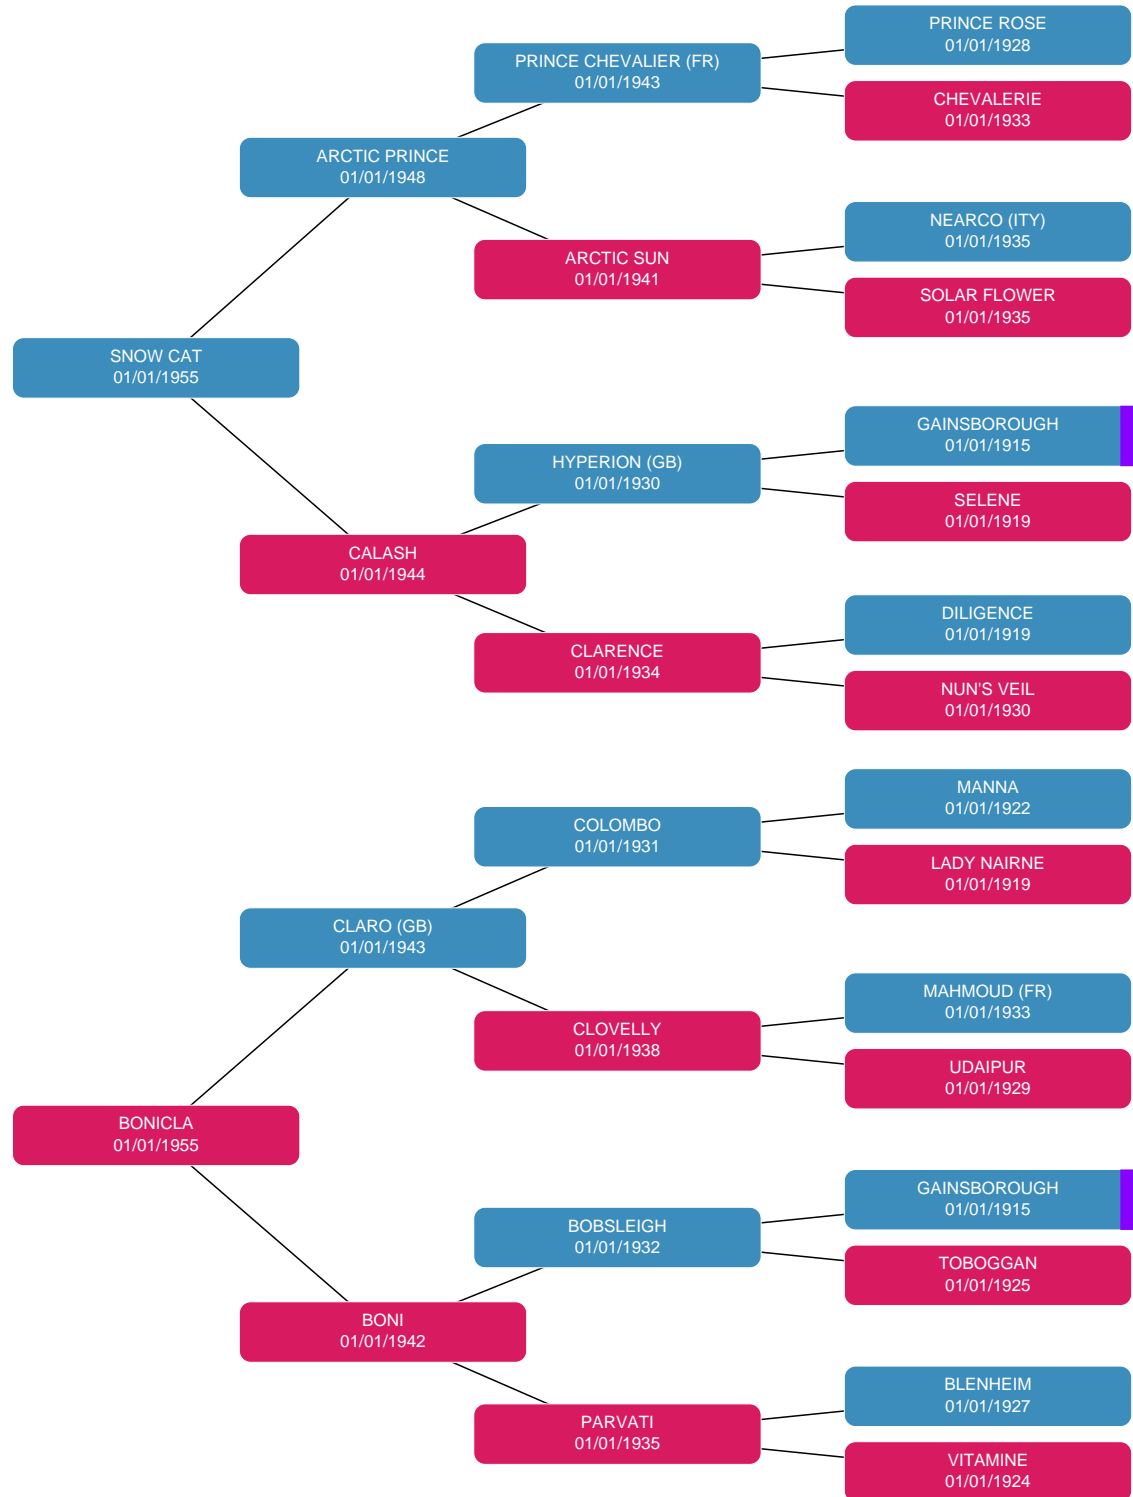 PRINCE ROSE
01/01/1928
PRINCE CHEVALIER (FR)
01/01/1943
CHEVALERIE
01/01/1933
ARCTIC PRINCE
01/01/1948
NEARCO (ITY)
01/01/1935
ARCTIC SUN
01/01/1941
SOLAR FLOWER
01/01/1935
SNOW CAT
01/01/1955
GAINSBOROUGH
01/01/1915
HYPERION (GB)
01/01/1930
SELENE
01/01/1919
CALASH
01/01/1944
DILIGENCE
01/01/1919
CLARENCE
01/01/1934
NUN'S VEIL
01/01/1930
MANNA
01/01/1922
COLOMBO
01/01/1931
LADY NAIRNE
01/01/1919
CLARO (GB)
01/01/1943
MAHMOUD (FR)
01/01/1933
CLOVELLY
01/01/1938
UDAIPUR
01/01/1929
BONICLA
01/01/1955
GAINSBOROUGH
01/01/1915
BOBSLEIGH
01/01/1932
TOBOGGAN
01/01/1925
BONI
01/01/1942
BLENHEIM
01/01/1927
PARVATI
01/01/1935
VITAMINE
01/01/1924